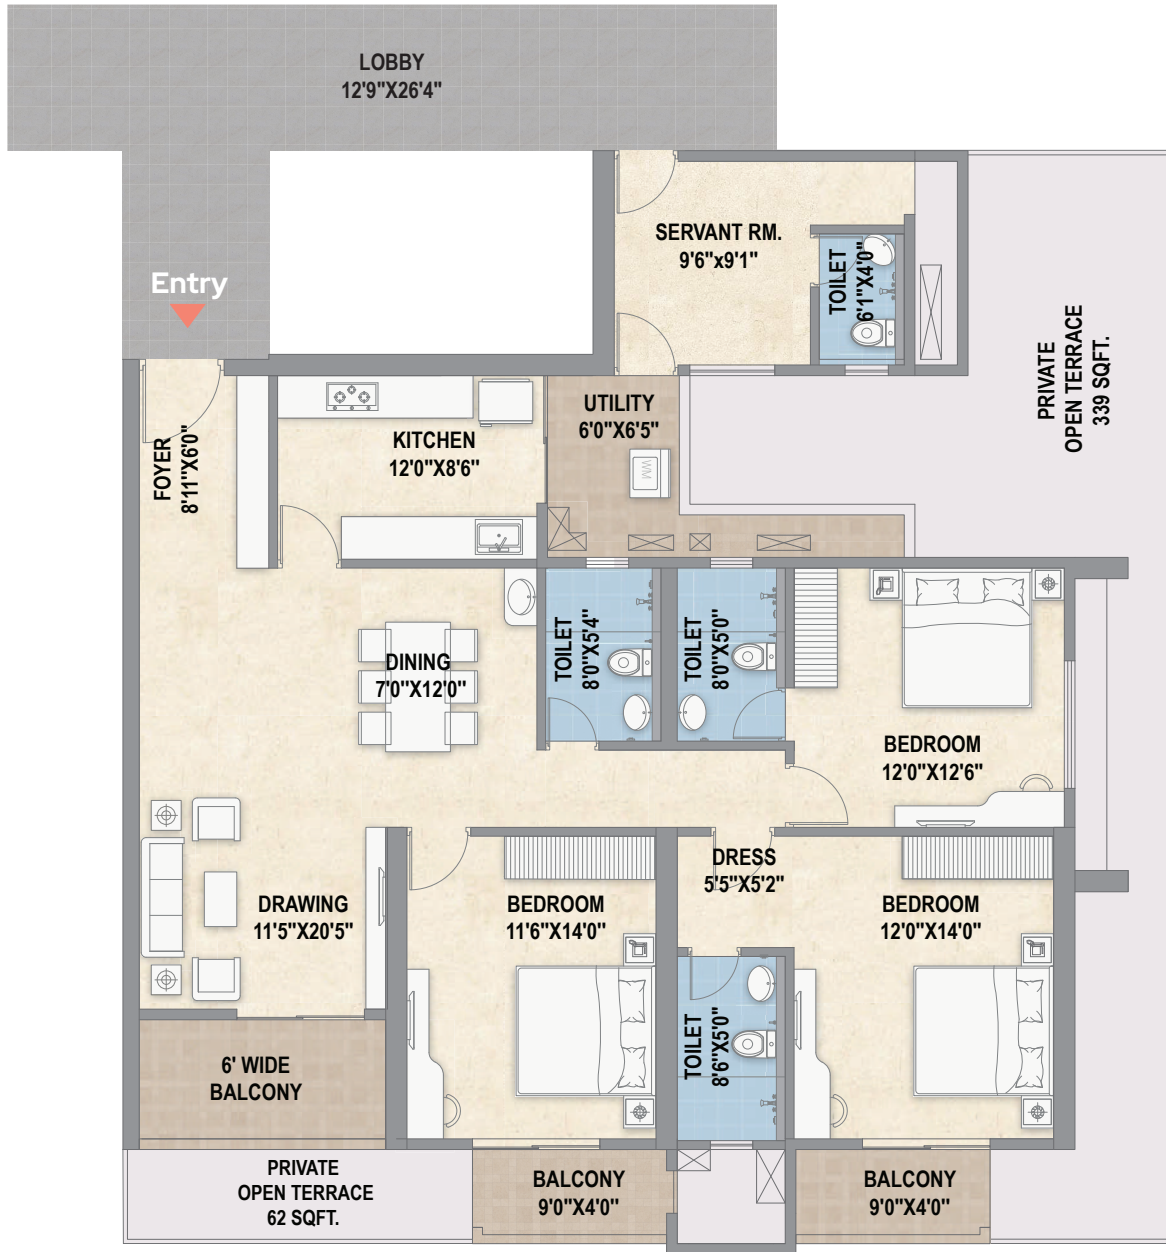 LOBBY
12'9"X26'4"
Entry
SERVANT RM.
9'6"x9'1"
TOILET
6'1"X4'0"
PRIVATE
OPEN TERRACE
339 SQFT.
FOYER
8'11"X6'0"
KITCHEN
12'0"X8'6"
UTILITY
6'0"X6'5"
WM
DINING
7'0"X12'0"
TOILET
8'0"X5'4"
TOILET
8'0"X5'0"
BEDROOM
12'0"X12'6"
DRAWING
11'5"X20'5"
BEDROOM
11'6"X14'0"
DRESS
5'5"X5'2"
BEDROOM
12'0"X14'0"
TOILET
8'6"X5'0"
6' WIDE
BALCONY
PRIVATE
OPEN TERRACE
62 SQFT.
BALCONY
9'0"X4'0"
BALCONY
9'0"X4'0"